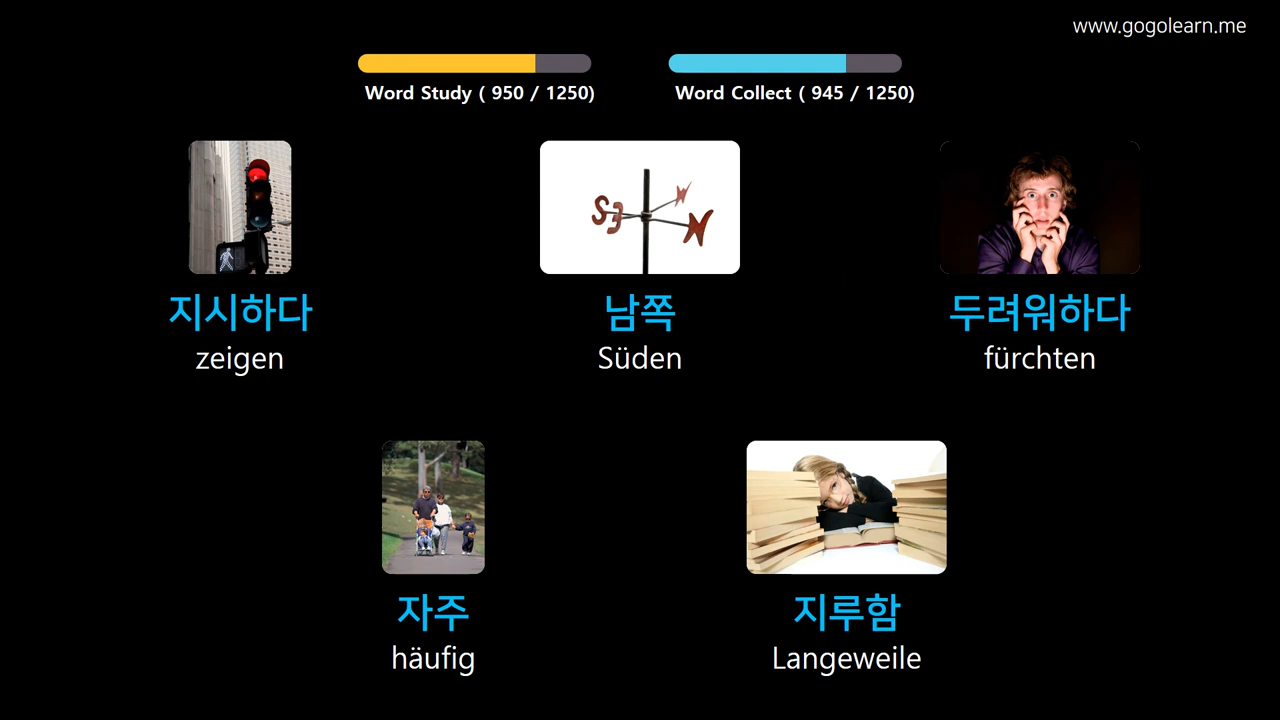 www.gogolearn.me
Word Study ( 950 / 1250)
Word Collect ( 945 / 1250)
지시하다
zeigen
남쪽
Süden
두려워하다
fürchten
S
E
N
자주
häufig
지루함
Langeweile